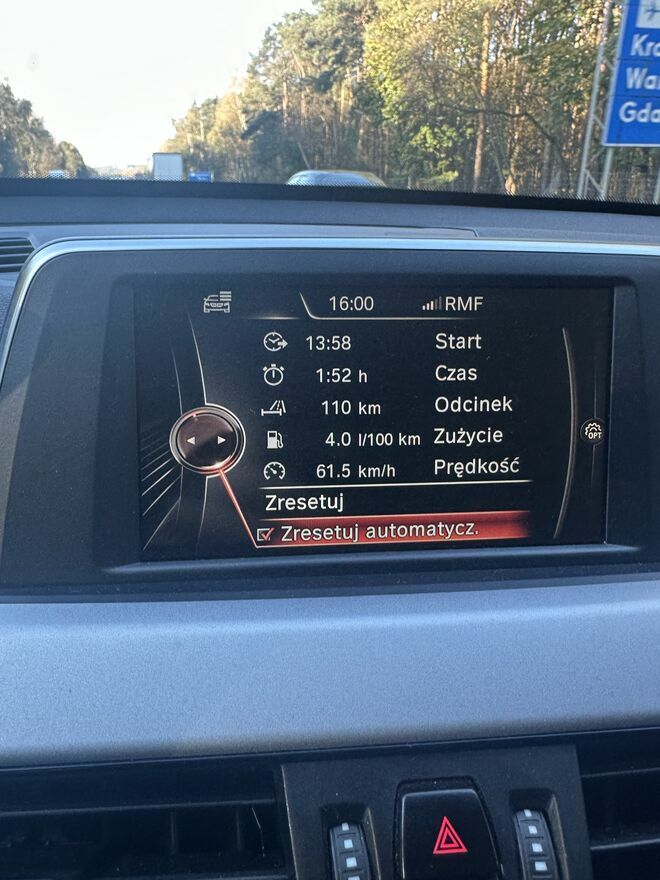 16:00 RMF
13:58 Start
1:52 h Czas
110 km Odcinek
4.0 l/100 km Zużycie
61.5 km/h Prędkość
Zresetuj
Zresetuj automatycz.
OPT